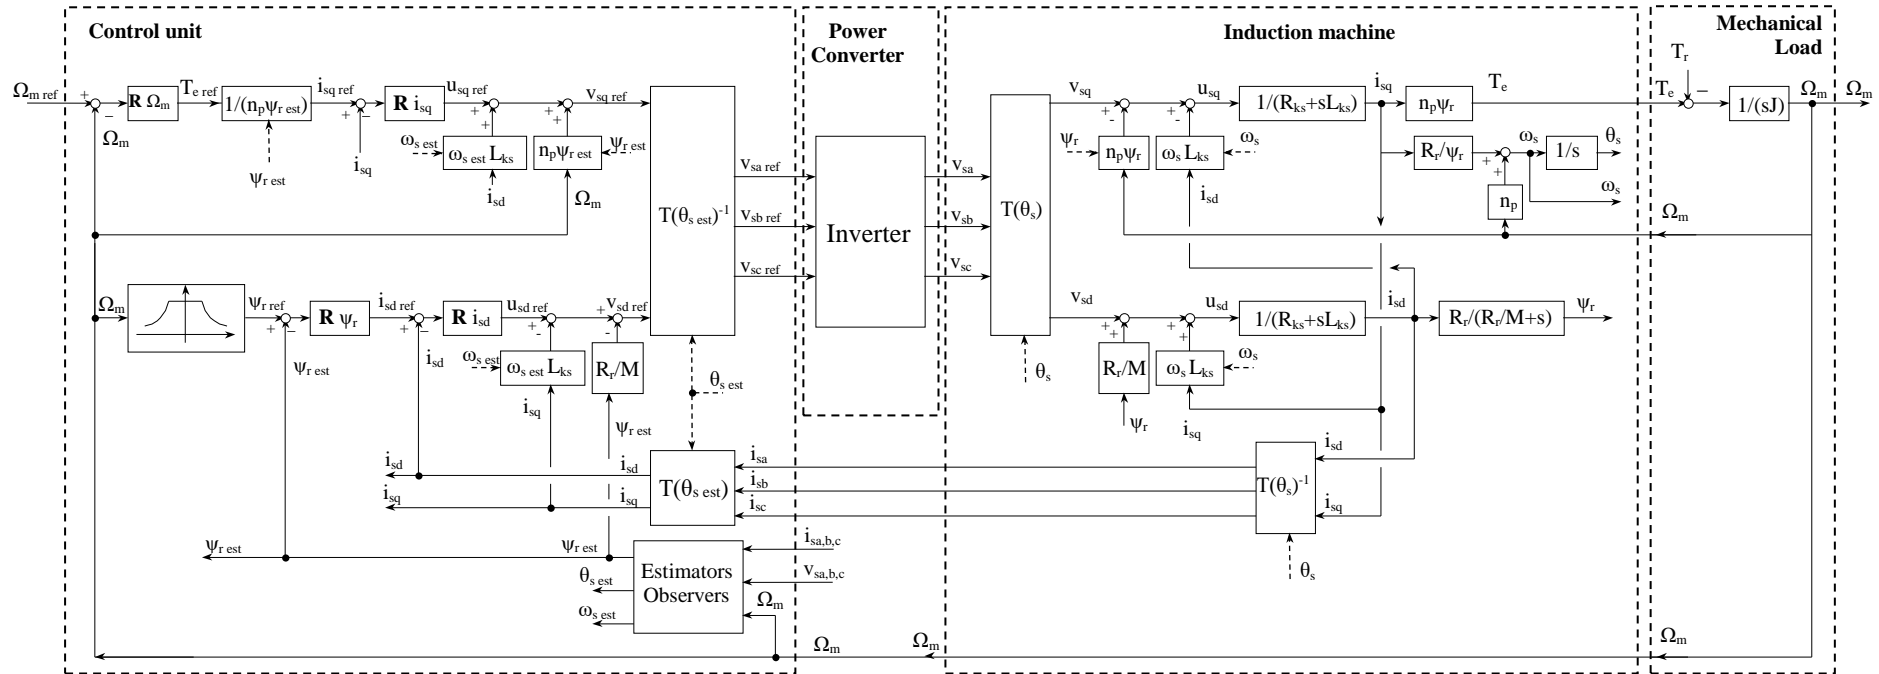 Control unit
Power
Converter
Induction machine
Mechanical
Load
Ω_m ref
+
−
Ω_m
R Ω_m
T_e ref
1/(n_pψ_r est)
ψ_r est
i_sq ref
+
−
i_sq
R i_sq
u_sq ref
+
+
ω_s est
ω_s est L_ks
i_sd
+
+
n_pψ_r est
ψ_r est
Ω_m
v_sq ref
T(θ_s est)^-1
v_sa ref
v_sb ref
v_sc ref
Inverter
v_sa
v_sb
v_sc
T(θ_s)
θ_s
v_sq
+
-
ψ_r
n_pψ_r
+
-
u_sq
ω_s L_ks
ω_s
i_sd
1/(R_ks+sL_ks)
i_sq
n_pψ_r
T_e
T_e
T_r
−
1/(sJ)
Ω_m
Ω_m
R_r/ψ_r
+
+
ω_s
1/s
θ_s
ω_s
n_p
Ω_m
Ω_m
ψ_r ref
+
−
ψ_r est
R ψ_r
i_sd ref
+
−
i_sd
R i_sd
u_sd ref
+
-
ω_s est
ω_s est L_ks
i_sq
+
-
v_sd ref
R_r/M
ψ_r est
θ_s est
v_sd
+
+
R_r/M
ψ_r
+
+
u_sd
ω_s L_ks
ω_s
i_sq
1/(R_ks+sL_ks)
i_sd
R_r/(R_r/M+s)
ψ_r
i_sd
i_sd
i_sq
i_sq
T(θ_s est)
i_sa
i_sb
i_sc
T(θ_s)^-1
i_sd
i_sq
θ_s
ψ_r est
ψ_r est
θ_s est
ω_s est
Estimators
Observers
i_sa,b,c
v_sa,b,c
Ω_m
Ω_m
Ω_m
Ω_m